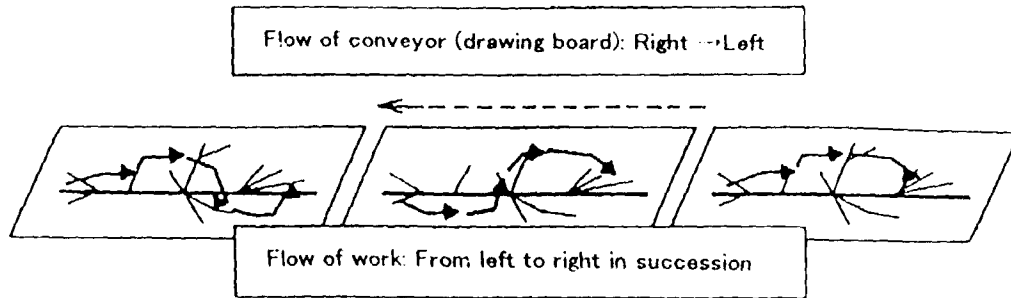 Flow of conveyor (drawing board): Right → Left
Flow of work: From left to right in succession